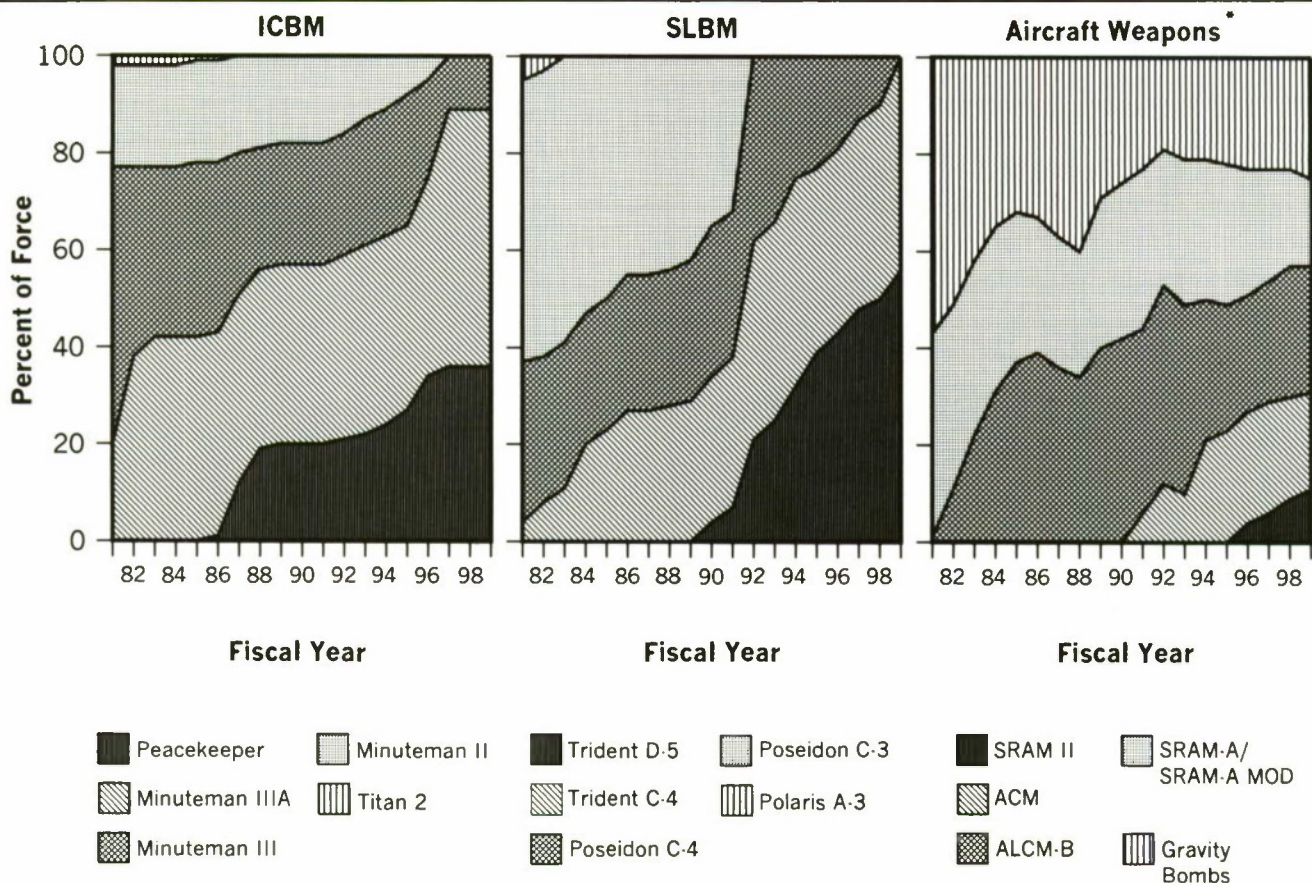 ICBM
SLBM
Aircraft Weapons*
Percent of Force
100
80
60
40
20
0
82 84 86 88 90 92 94 96 98
82 84 86 88 90 92 94 96 98
82 84 86 88 90 92 94 96 98
Fiscal Year
Fiscal Year
Fiscal Year
Peacekeeper
Minuteman IIIA
Minuteman III
Minuteman II
Titan 2
Trident D-5
Trident C-4
Poseidon C-4
Poseidon C-3
Polaris A-3
SRAM II
ACM
ALCM-B
SRAM-A/
SRAM-A MOD
Gravity
Bombs